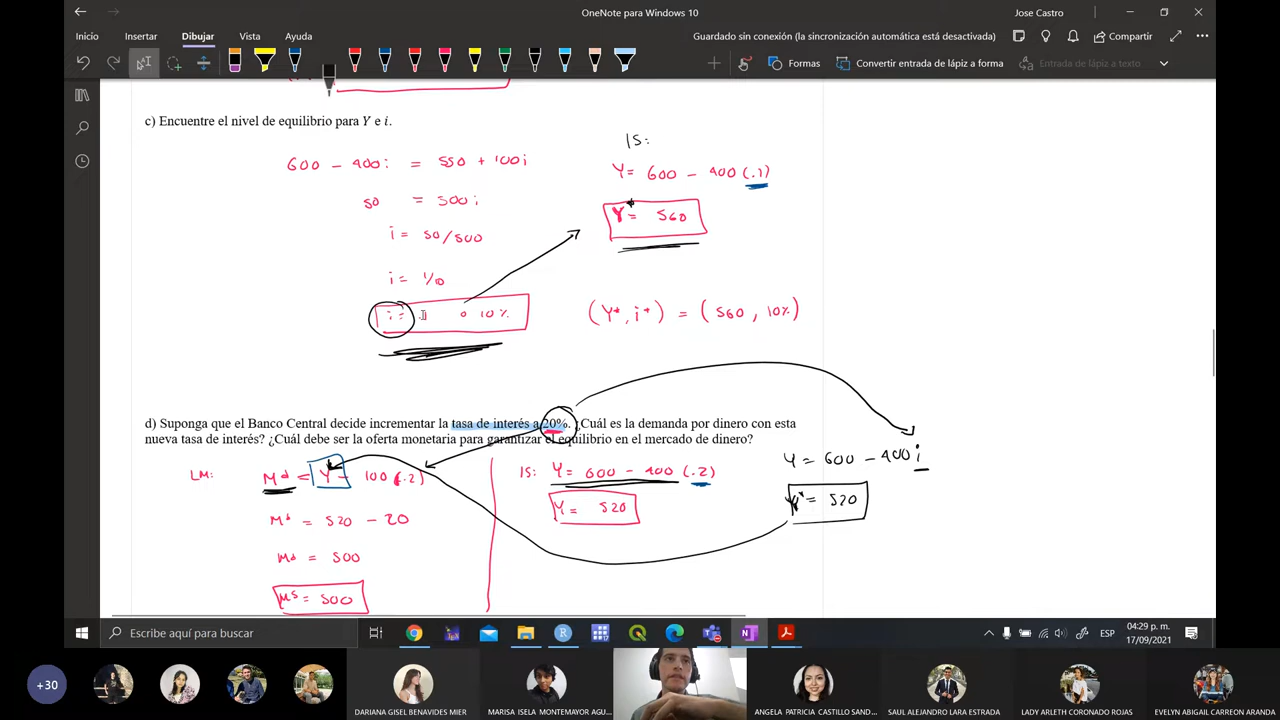 OneNote para Windows 10
Jose Castro
Inicio Insertar Dibujar Vista Ayuda
Guardado sin conexión (la sincronización automática está desactivada)
Compartir
Formas
Convertir entrada de lápiz a forma
Entrada de lápiz a texto
c) Encuentre el nivel de equilibrio para Y e i.
600 - 400i = 550 + 100i
50 = 500i
i = 50/500
i = 1/10
i = .1 o 10%
IS:
Y = 600 - 400 (.1)
Y* = 560
(Y*, i*) = (560, 10%)
d) Suponga que el Banco Central decide incrementar la tasa de interés a 20%. ¿Cuál es la demanda por dinero con esta
nueva tasa de interés? ¿Cuál debe ser la oferta monetaria para garantizar el equilibrio en el mercado de dinero?
LM: Md = Y - 100 (.2)
Md = 520 - 20
Md = 500
Ms = 500
IS: Y = 600 - 400 (.2)
Y = 520
Y = 600 - 400i
Y* = 520
Escribe aquí para buscar
ESP
04:29 p. m.
17/09/2021
+30
DARIANA GISEL BENAVIDES MIER
MARISA ISELA MONTEMAYOR AGU...
ANGELA PATRICIA CASTILLO SAND...
SAUL ALEJANDRO LARA ESTRADA
LADY ARLETH CORONADO ROJAS
EVELYN ABIGAIL CARREON ARANDA